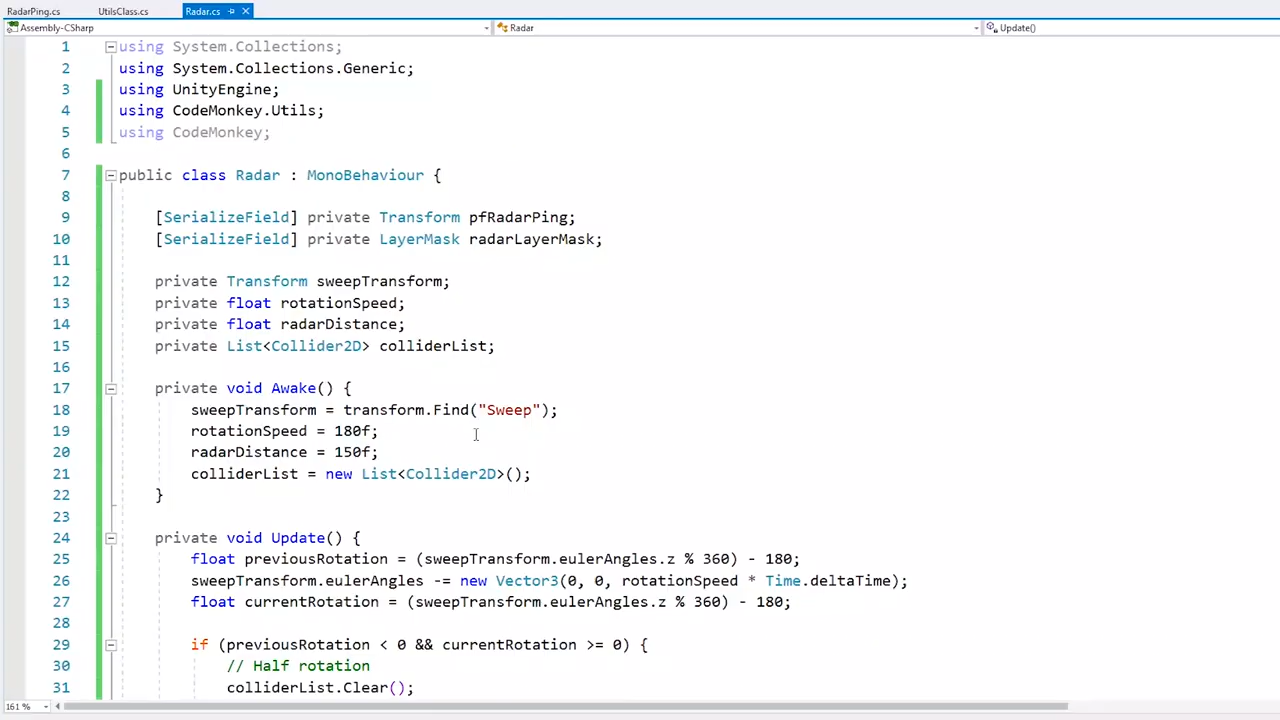 RadarPing.cs UtilsClass.cs Radar.cs
Assembly-CSharp Radar Update()
1 using System.Collections;
2 using System.Collections.Generic;
3 using UnityEngine;
4 using CodeMonkey.Utils;
5 using CodeMonkey;
6
7 public class Radar : MonoBehaviour {
8
9 [SerializeField] private Transform pfRadarPing;
10 [SerializeField] private LayerMask radarLayerMask;
11
12 private Transform sweepTransform;
13 private float rotationSpeed;
14 private float radarDistance;
15 private List<Collider2D> colliderList;
16
17 private void Awake() {
18 sweepTransform = transform.Find("Sweep");
19 rotationSpeed = 180f;
20 radarDistance = 150f;
21 colliderList = new List<Collider2D>();
22 }
23
24 private void Update() {
25 float previousRotation = (sweepTransform.eulerAngles.z % 360) - 180;
26 sweepTransform.eulerAngles -= new Vector3(0, 0, rotationSpeed * Time.deltaTime);
27 float currentRotation = (sweepTransform.eulerAngles.z % 360) - 180;
28
29 if (previousRotation < 0 && currentRotation >= 0) {
30 // Half rotation
31 colliderList.Clear();
161 %